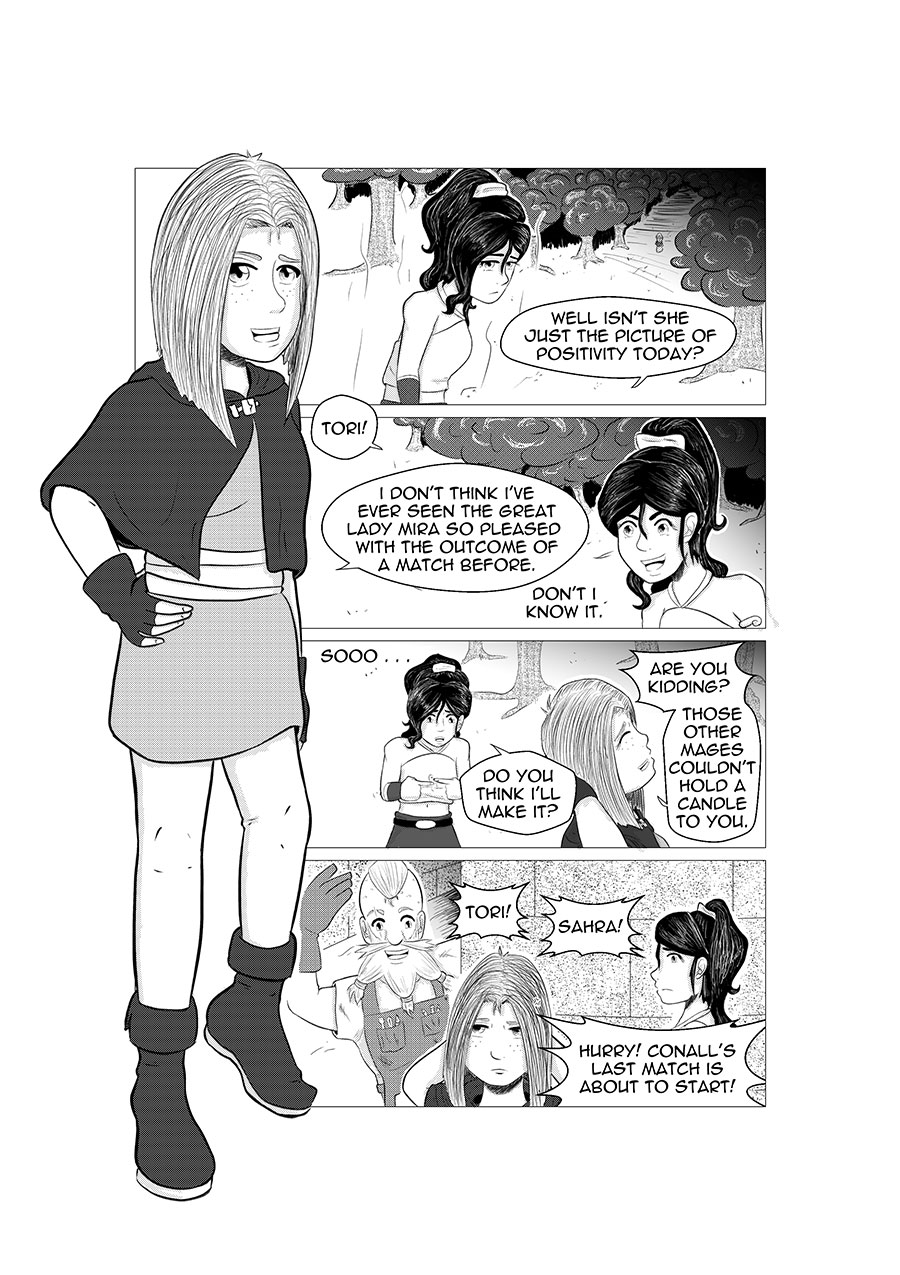 WELL ISN'T SHE
JUST THE PICTURE OF
POSITIVITY TODAY?
TORI!
I DON'T THINK I'VE
EVER SEEN THE GREAT
LADY MIRA SO PLEASED
WITH THE OUTCOME OF
A MATCH BEFORE.
DON'T I
KNOW IT.
SOOO . . .
DO YOU
THINK I'LL
MAKE IT?
ARE YOU
KIDDING?
THOSE
OTHER
MAGES
COULDN'T
HOLD A
CANDLE
TO YOU.
TORI!
SAHRA!
HURRY! CONALL'S
LAST MATCH IS
ABOUT TO START!